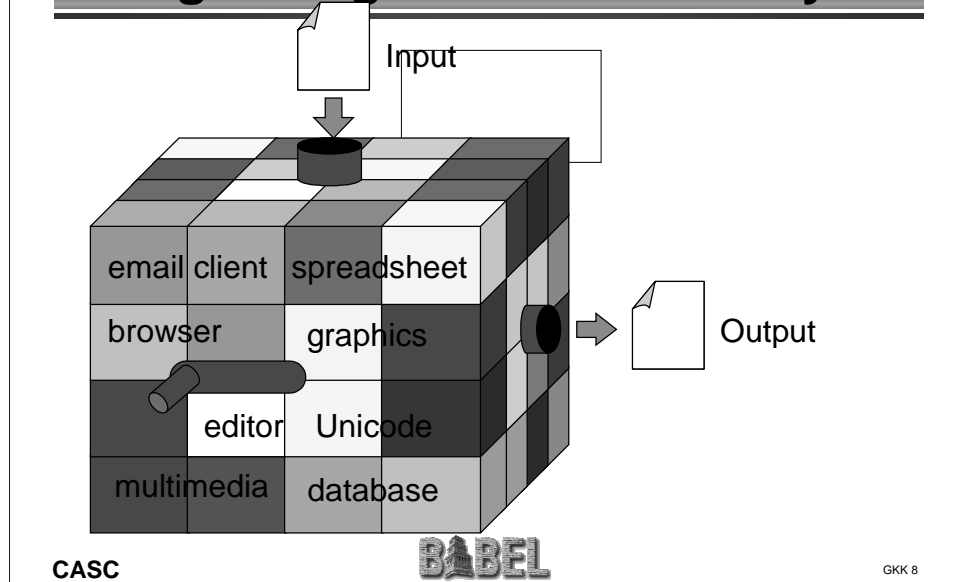 Input
email client spreadsheet
browser graphics
Output
editor Unicode
multimedia database
CASC
BABEL
GKK 8